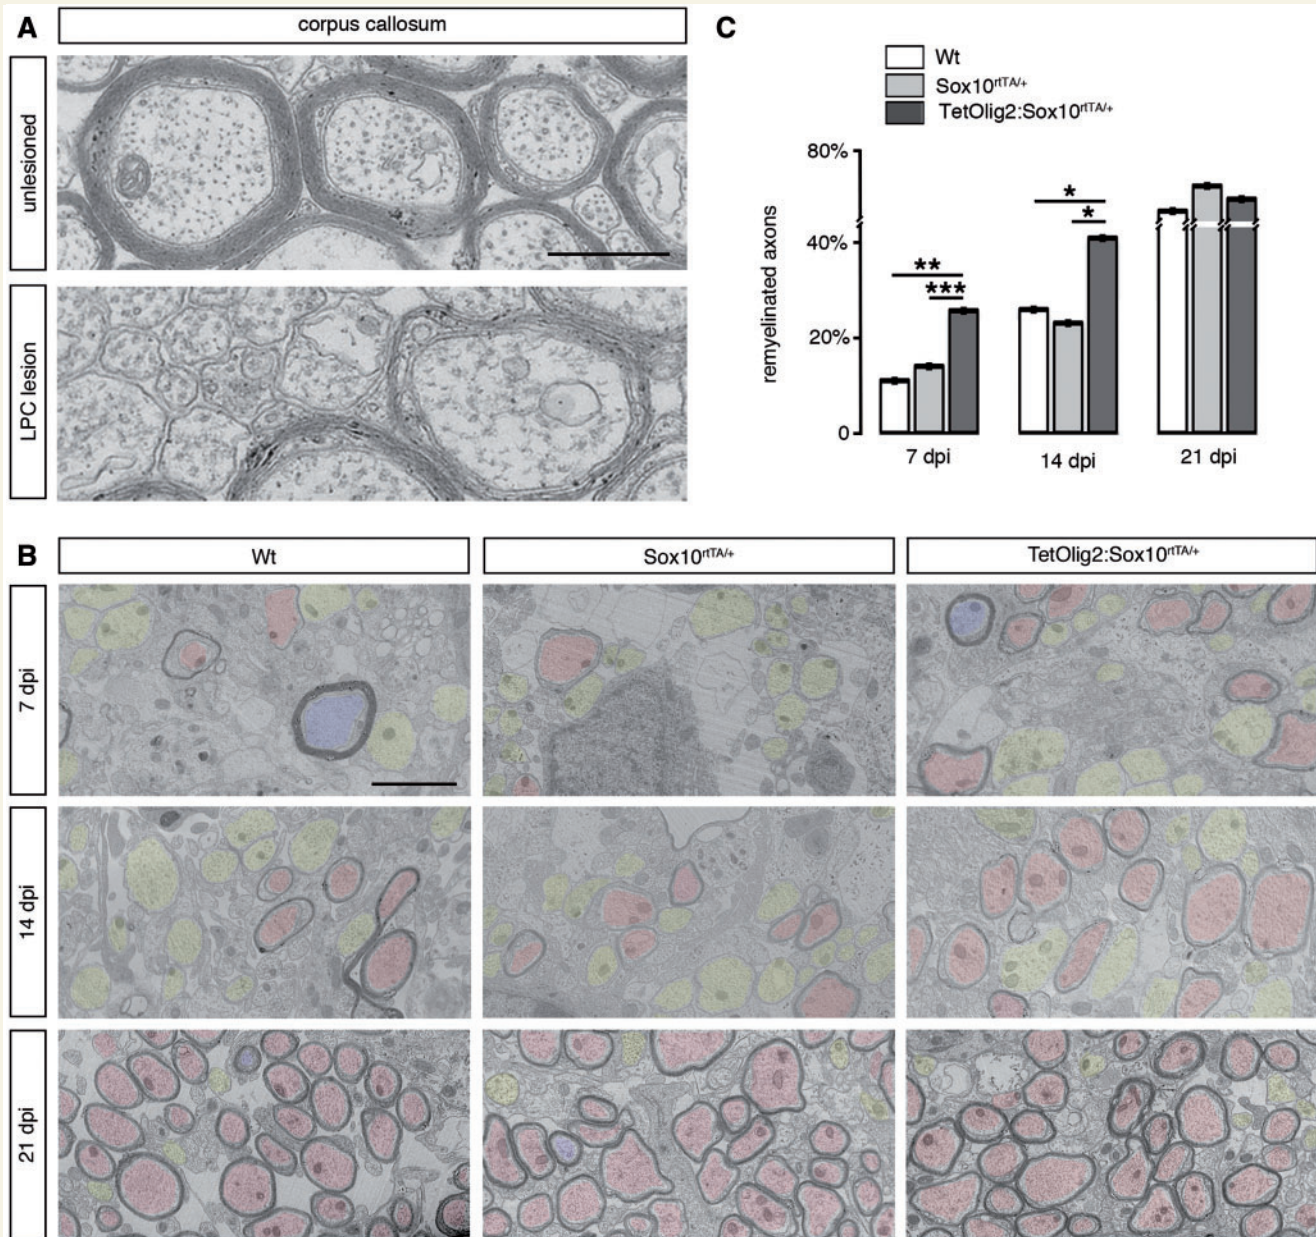 A
corpus callosum
unlesioned
LPC lesion
C
Wt
Sox10rtTA/+
TetOlig2:Sox10rtTA/+
remyelinated axons
80%
40%
20%
0
**
***
*
*
7 dpi
14 dpi
21 dpi
B
Wt
Sox10rtTA/+
TetOlig2:Sox10rtTA/+
7 dpi
14 dpi
21 dpi